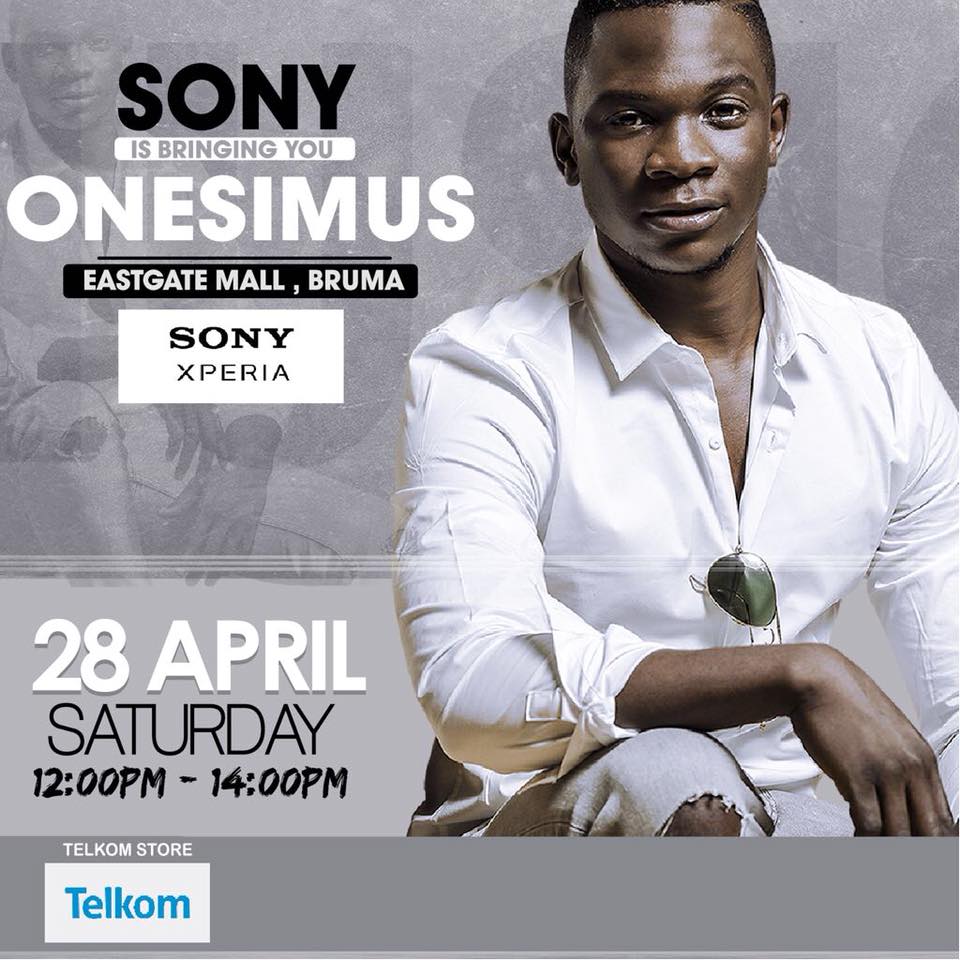 SONY
IS BRINGING YOU
ONESIMUS
EASTGATE MALL , BRUMA
SONY
XPERIA
28 APRIL
SATURDAY
12:00PM - 14:00PM
TELKOM STORE
Telkom